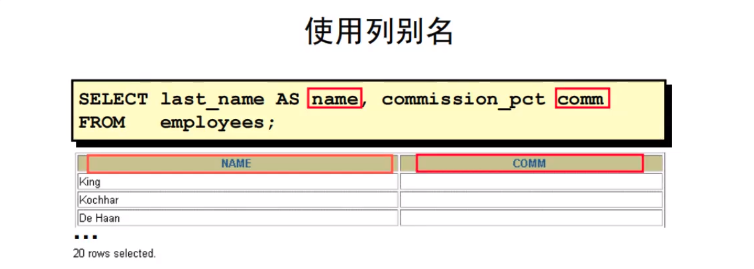 使用列别名
SELECT last_name AS name, commission_pct comm
FROM employees;
NAME COMM
King
Kochhar
De Haan
...
20 rows selected.